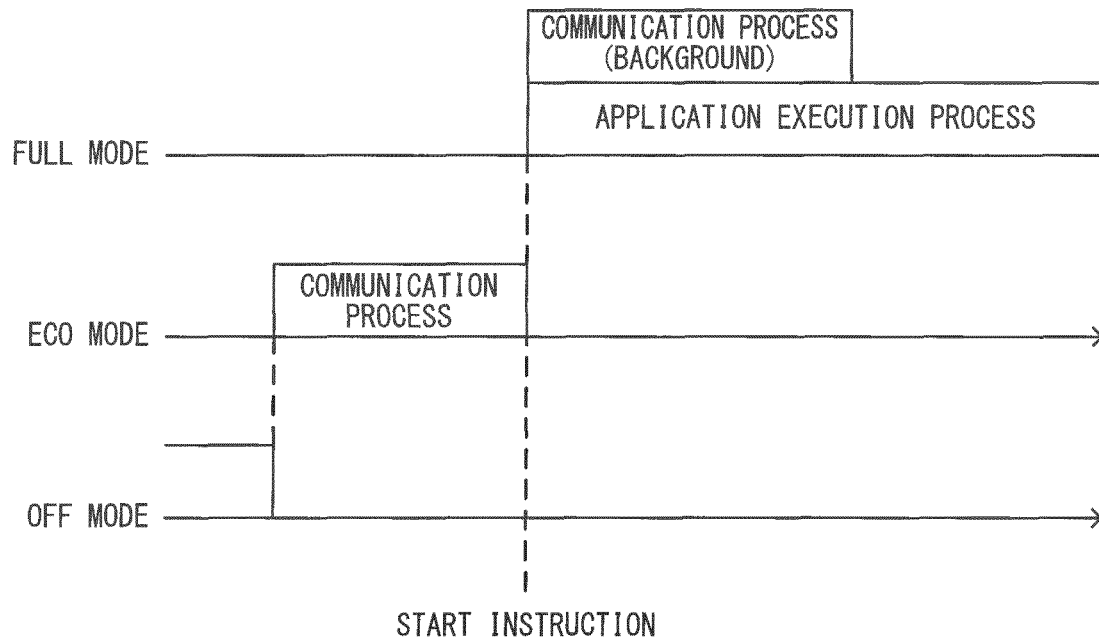 COMMUNICATION PROCESS
(BACKGROUND)
APPLICATION EXECUTION PROCESS
FULL MODE
COMMUNICATION
PROCESS
ECO MODE
OFF MODE
START INSTRUCTION